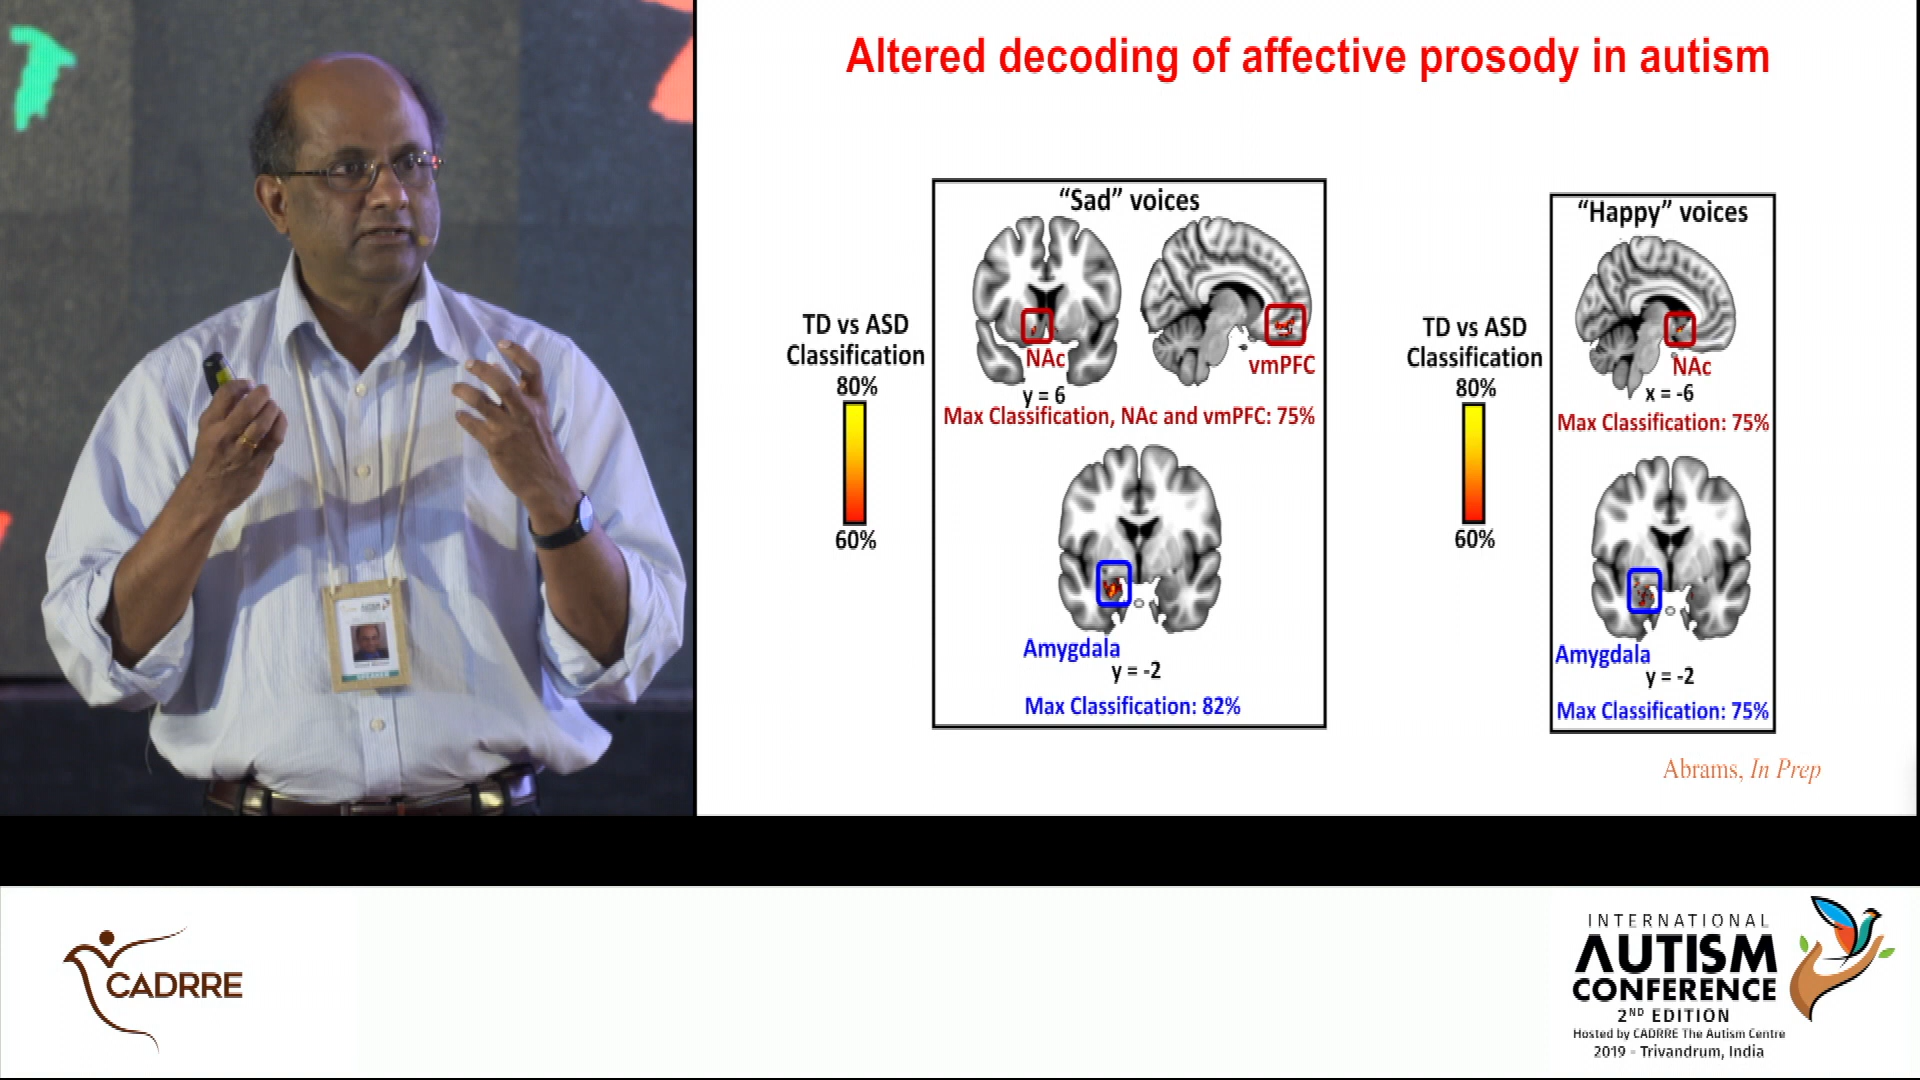 Altered decoding of affective prosody in autism
TD vs ASD
Classification
80%
60%
“Sad” voices
NAc
y = 6
vmPFC
Max Classification, NAc and vmPFC: 75%
Amygdala
y = -2
Max Classification: 82%
TD vs ASD
Classification
80%
60%
“Happy” voices
NAc
x = -6
Max Classification: 75%
Amygdala
y = -2
Max Classification: 75%
Abrams, In Prep
AUTISM
SPEAKER
CADRRE
INTERNATIONAL
AUTISM
CONFERENCE
2ND EDITION
Hosted by CADRRE The Autism Centre
2019 - Trivandrum, India